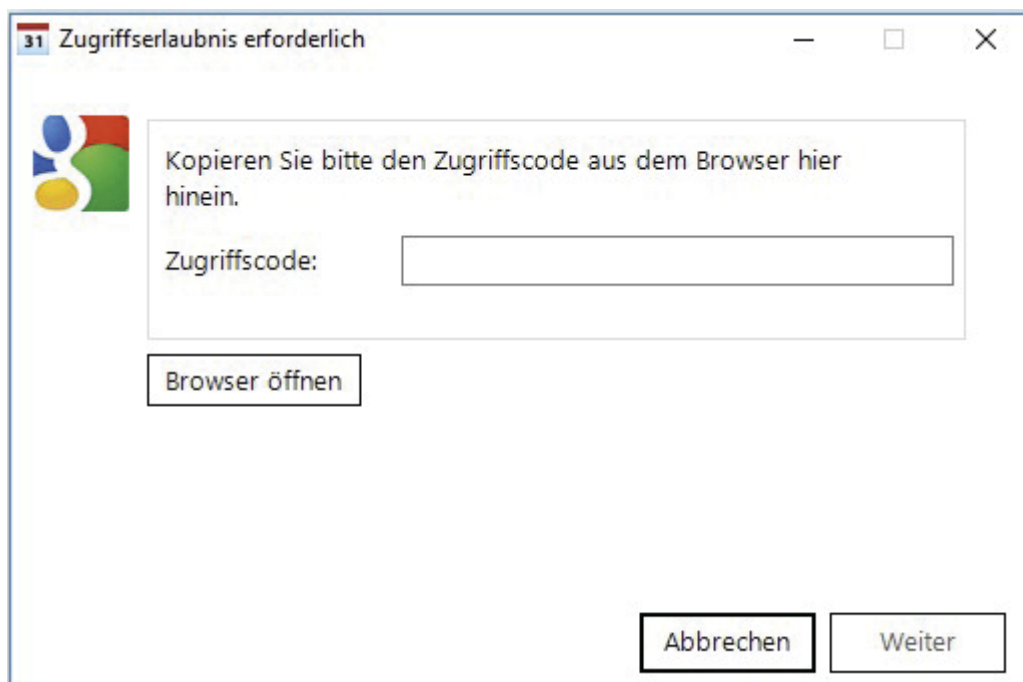 31 Zugriffserlaubnis erforderlich
Kopieren Sie bitte den Zugriffscode aus dem Browser hier
hinein.
Zugriffscode:
Browser öffnen
Abbrechen Weiter